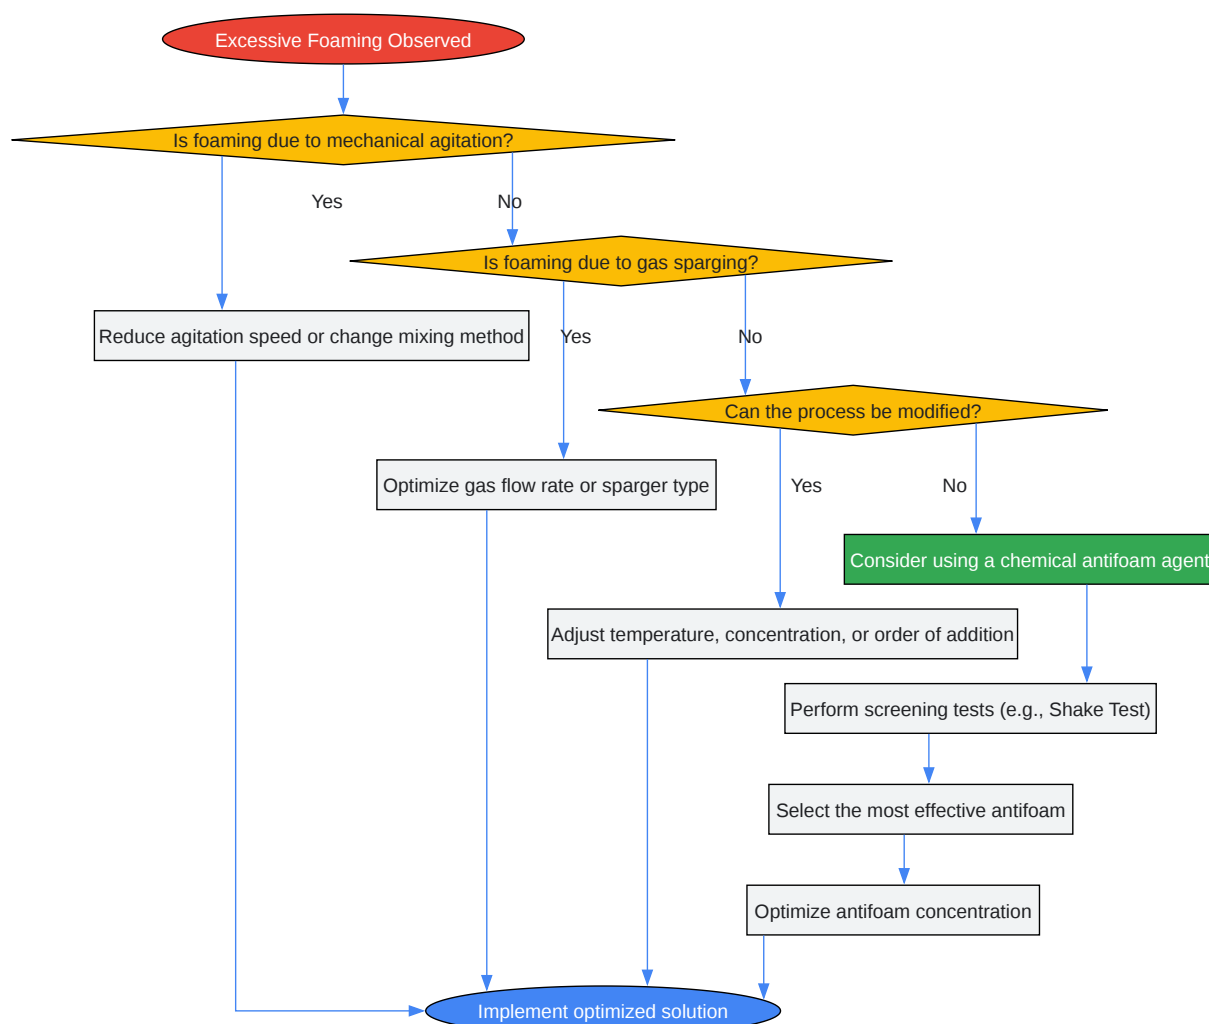 Excessive Foaming Observed
Is foaming due to mechanical agitation?
Yes
No
Is foaming due to gas sparging?
Reduce agitation speed or change mixing method
Yes
No
Can the process be modified?
Optimize gas flow rate or sparger type
Yes
No
Consider using a chemical antifoam agent
Adjust temperature, concentration, or order of addition
Perform screening tests (e.g., Shake Test)
Select the most effective antifoam
Optimize antifoam concentration
Implement optimized solution